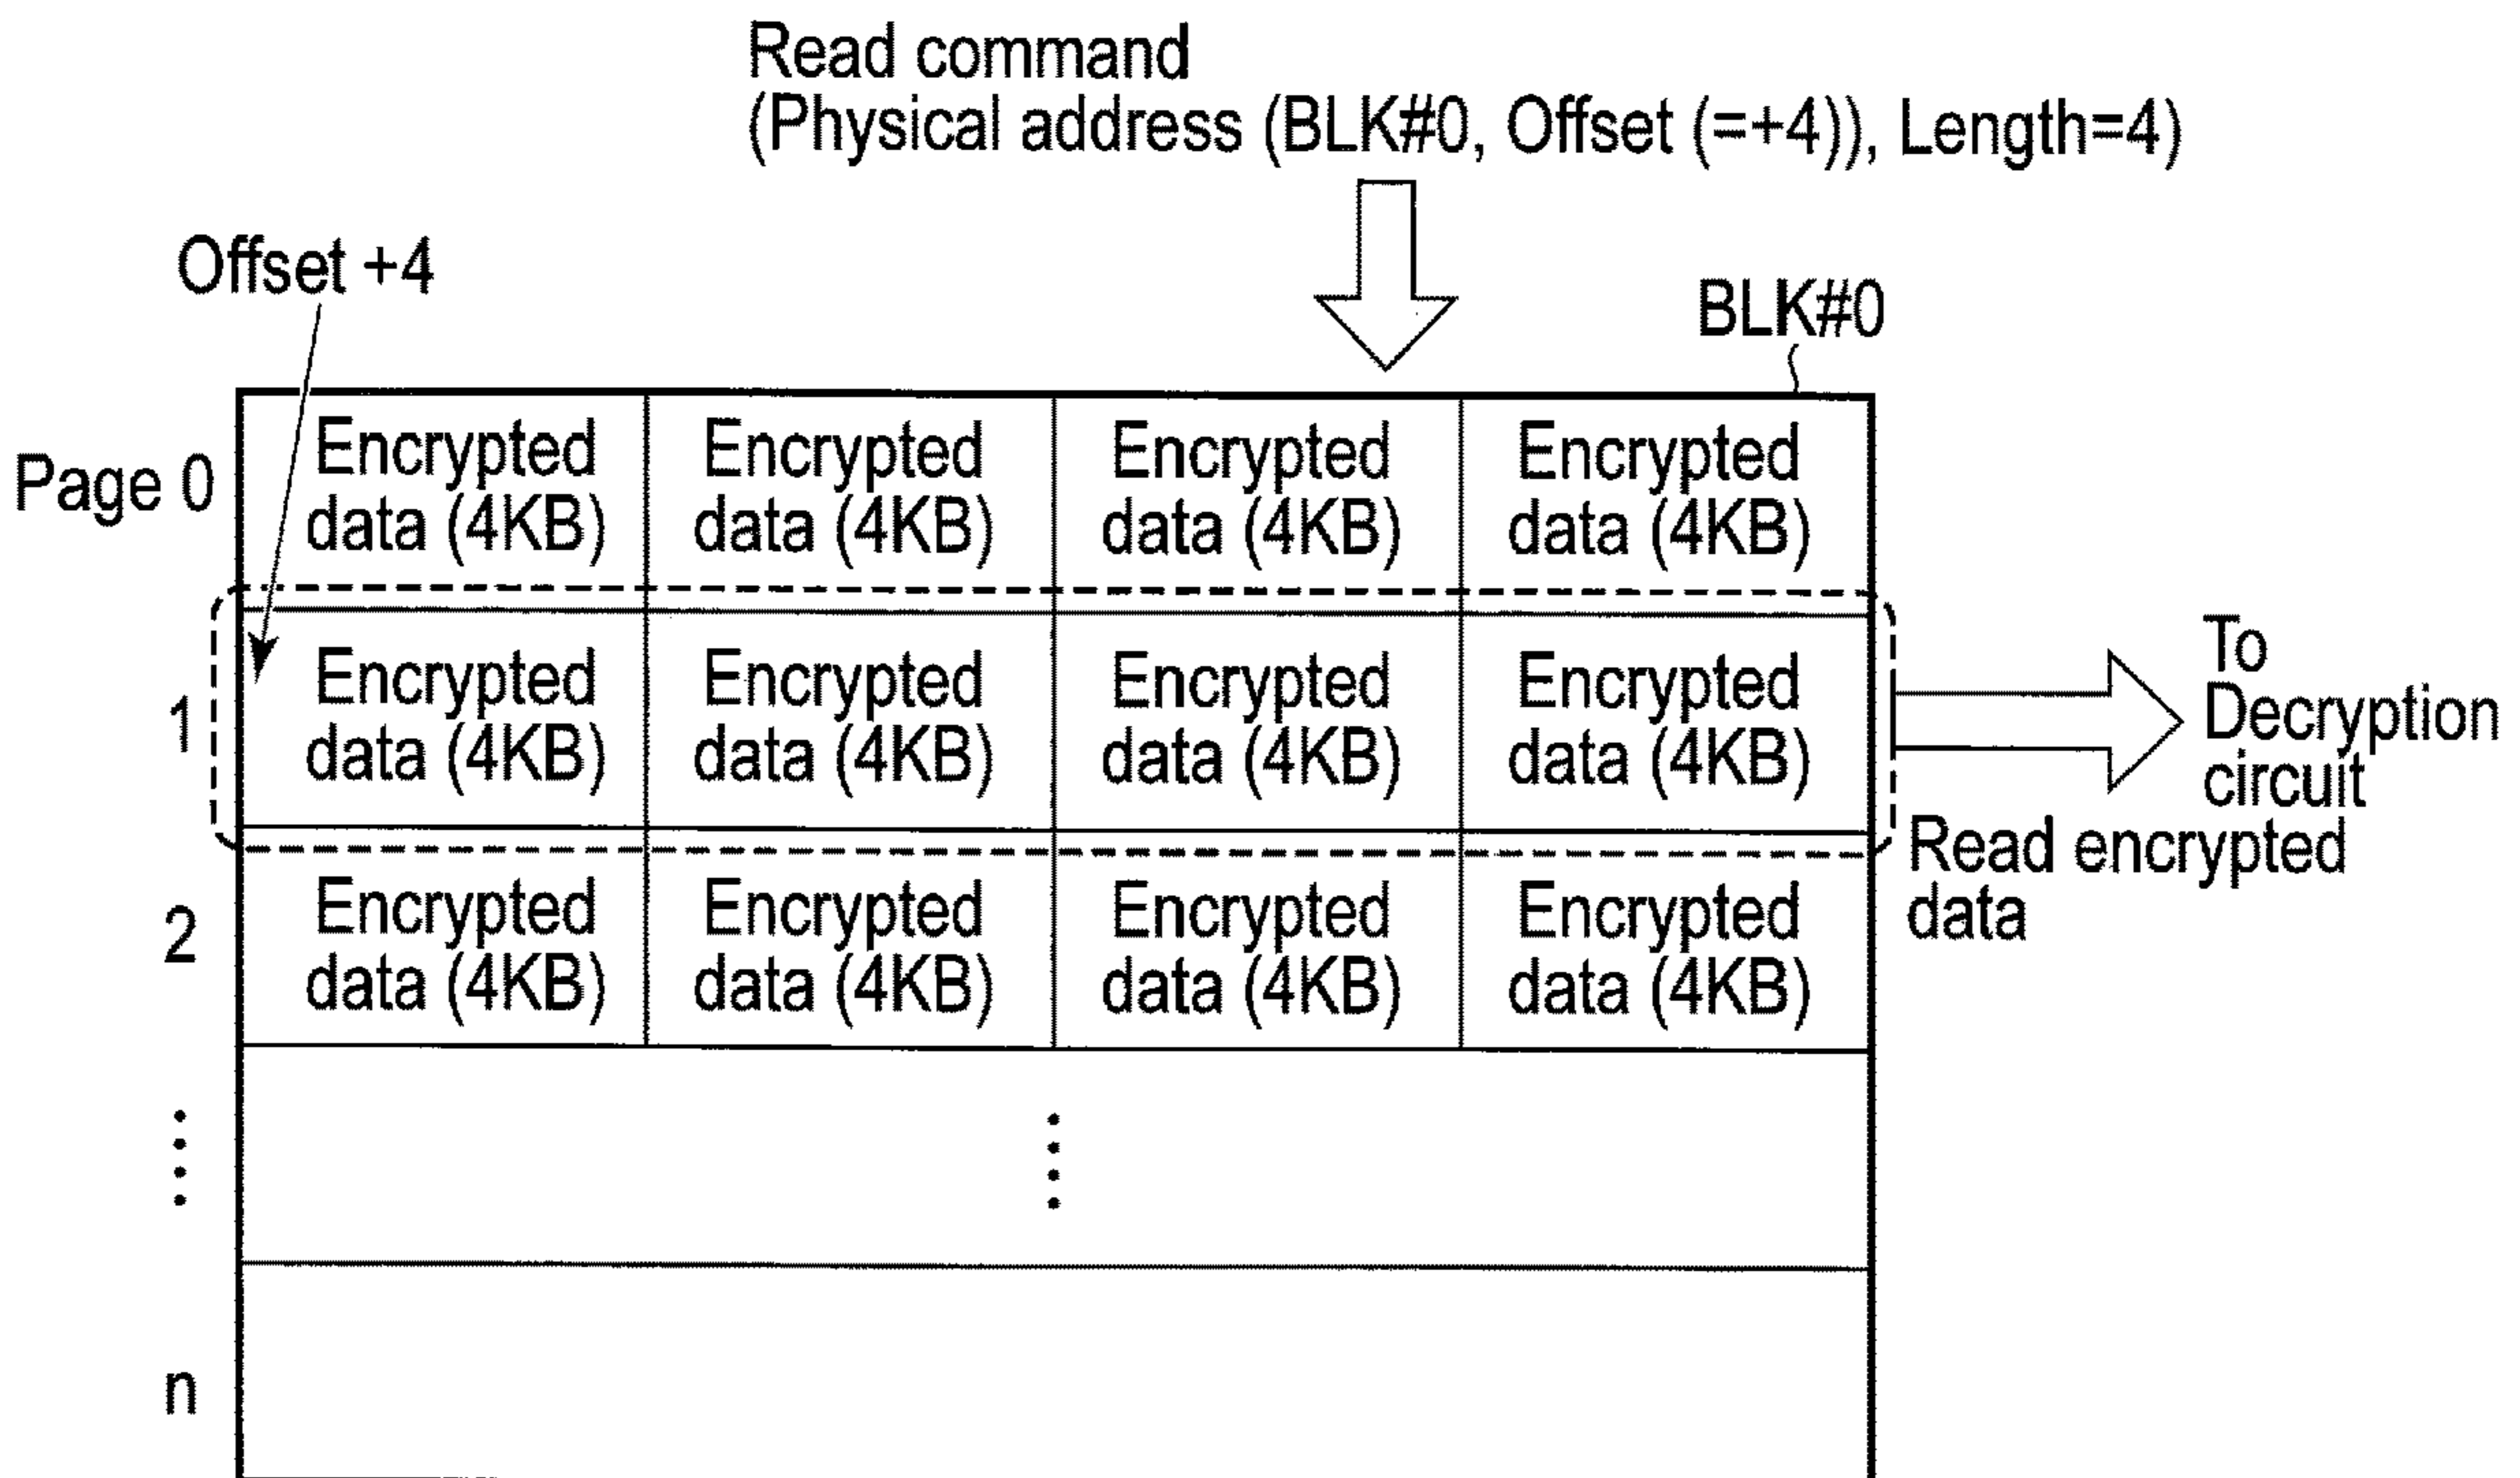 Read command
(Physical address (BLK#0, Offset (=+4)), Length=4)
Offset +4
BLK#0
Page 0
Encrypted data (4KB)
Encrypted data (4KB)
Encrypted data (4KB)
Encrypted data (4KB)
1
Encrypted data (4KB)
Encrypted data (4KB)
Encrypted data (4KB)
Encrypted data (4KB)
To
Decryption
circuit
Read encrypted
data
2
Encrypted data (4KB)
Encrypted data (4KB)
Encrypted data (4KB)
Encrypted data (4KB)
n